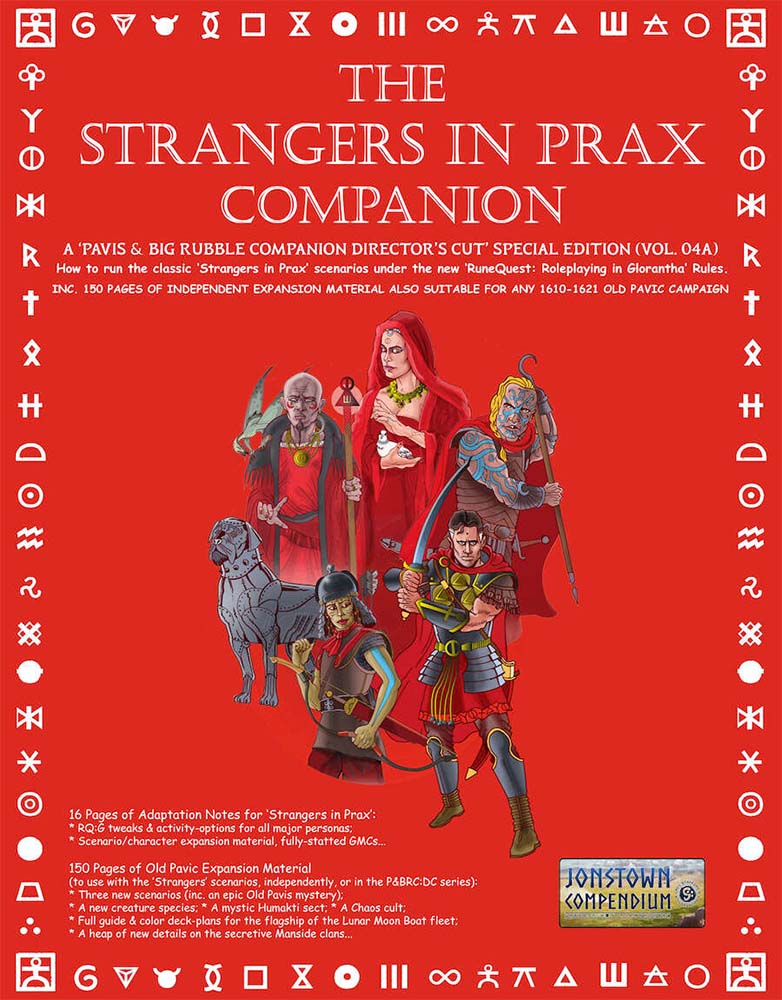 THE
STRANGERS IN PRAX
COMPANION
A 'PAVIS & BIG RUBBLE COMPANION DIRECTOR'S CUT' SPECIAL EDITION (VOL. 04A)
How to run the classic 'Strangers in Prax' scenarios under the new 'RuneQuest: Roleplaying in Glorantha' Rules.
INC. 150 PAGES OF INDEPENDENT EXPANSION MATERIAL ALSO SUITABLE FOR ANY 1610-1621 OLD PAVIC CAMPAIGN
16 Pages of Adaptation Notes for 'Strangers in Prax':
* RQ:G tweaks & activity-options for all major personas;
* Scenario/character expansion material, fully-statted GMCs...
150 Pages of Old Pavic Expansion Material
(to use with the 'Strangers' scenarios, independently, or in the P&BRC:DC series):
* Three new scenarios (inc. an epic Old Pavis mystery);
* A new creature species; * A mystic Humakti sect; * A Chaos cult;
* Full guide & color deck-plans for the flagship of the Lunar Moon Boat fleet;
* A heap of new details on the secretive Manside clans...
JONSTOWN
COMPENDIUM